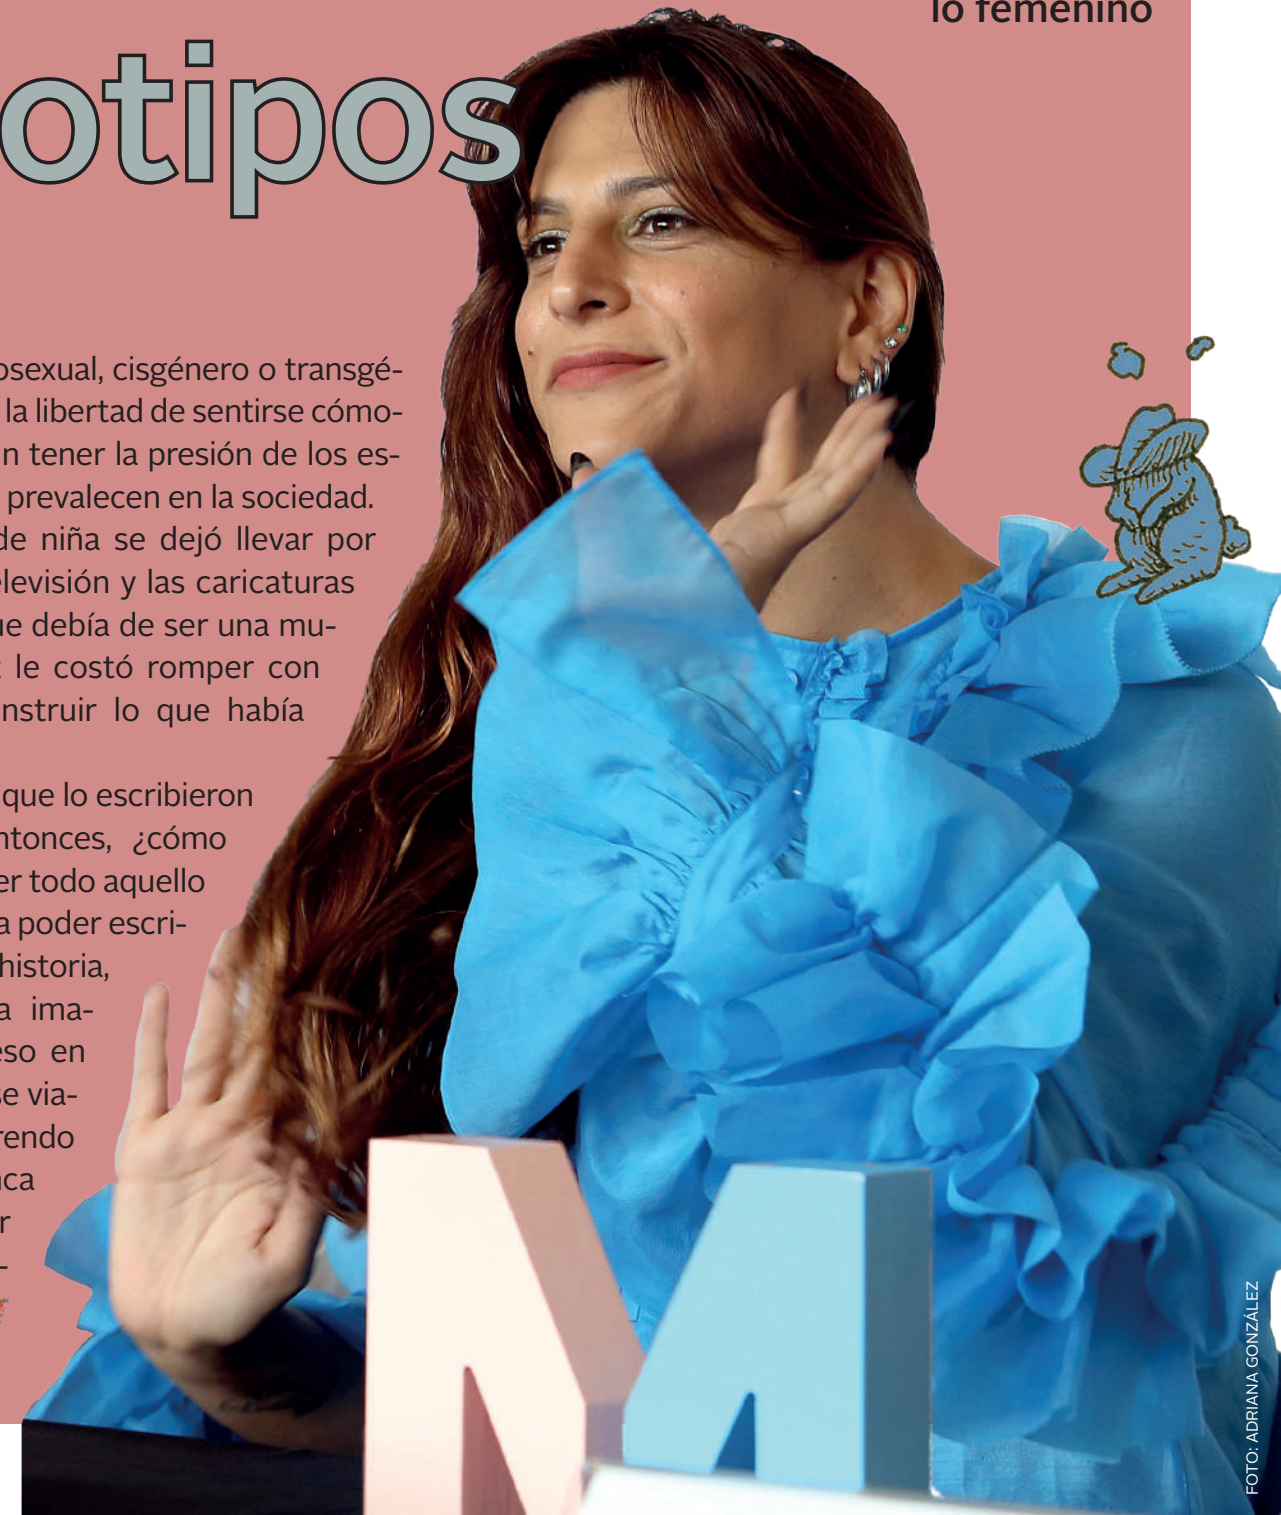 lo femenino
otipos
osexual, cisgénero o transgé-
la libertad de sentirse cómo-
n tener la presión de los es-
prevalecen en la sociedad.
de niña se dejó llevar por
elevisión y las caricaturas
ue debía de ser una mu-
le costó romper con
nstruir lo que había
que lo escribieron
ntonces, ¿cómo
er todo aquello
a poder escri-
historia,
a ima-
eso en
se via-
rendo
ca
r
-
M
FOTO: ADRIANA GONZÁLEZ